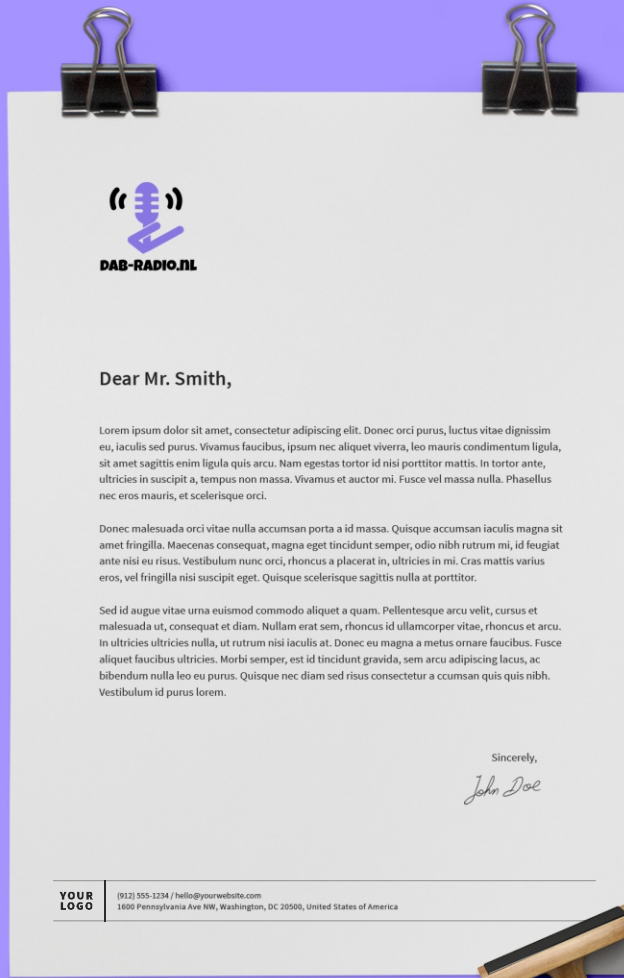 DAB-RADIO.NL
Dear Mr. Smith,
Lorem ipsum dolor sit amet, consectetur adipiscing elit. Donec orci purus, luctus vitae dignissim
eu, iaculis sed purus. Vivamus faucibus, ipsum nec aliquet viverra, leo mauris condimentum ligula,
sit amet sagittis enim ligula quis arcu. Nam egestas tortor id nisi porttitor mattis. In tortor ante,
ultricies in suscipit a, tempus non massa. Vivamus et auctor mi. Fusce vel massa nulla. Phasellus
nec eros mauris, et scelerisque orci.
Donec malesuada orci vitae nulla accumsan porta a id massa. Quisque accumsan iaculis magna sit
amet fringilla. Maecenas consequat, magna eget tincidunt semper, odio nibh rutrum mi, id feugiat
ante nisi eu risus. Vestibulum nunc orci, rhoncus a placerat in, ultricies in mi. Cras mattis varius
eros, vel fringilla nisi suscipit eget. Quisque scelerisque sagittis nulla at porttitor.
Sed id augue vitae urna euismod commodo aliquet a quam. Pellentesque arcu velit, cursus et
malesuada ut, consequat et diam. Nullam erat sem, rhoncus id ullamcorper vitae, rhoncus et arcu.
In ultricies ultricies nulla, ut rutrum nisi iaculis at. Donec eu magna a metus ornare faucibus. Fusce
aliquet faucibus ultricies. Morbi semper, est id tincidunt gravida, sem arcu adipiscing lacus, ac
bibendum nulla leo eu purus. Quisque nec diam sed risus consectetur a ccumsan quis quis nibh.
Vestibulum id purus lorem.
Sincerely,
John Doe
YOUR
LOGO
(912) 555-1234 / hello@yourwebsite.com
1600 Pennsylvania Ave NW, Washington, DC 20500, United States of America